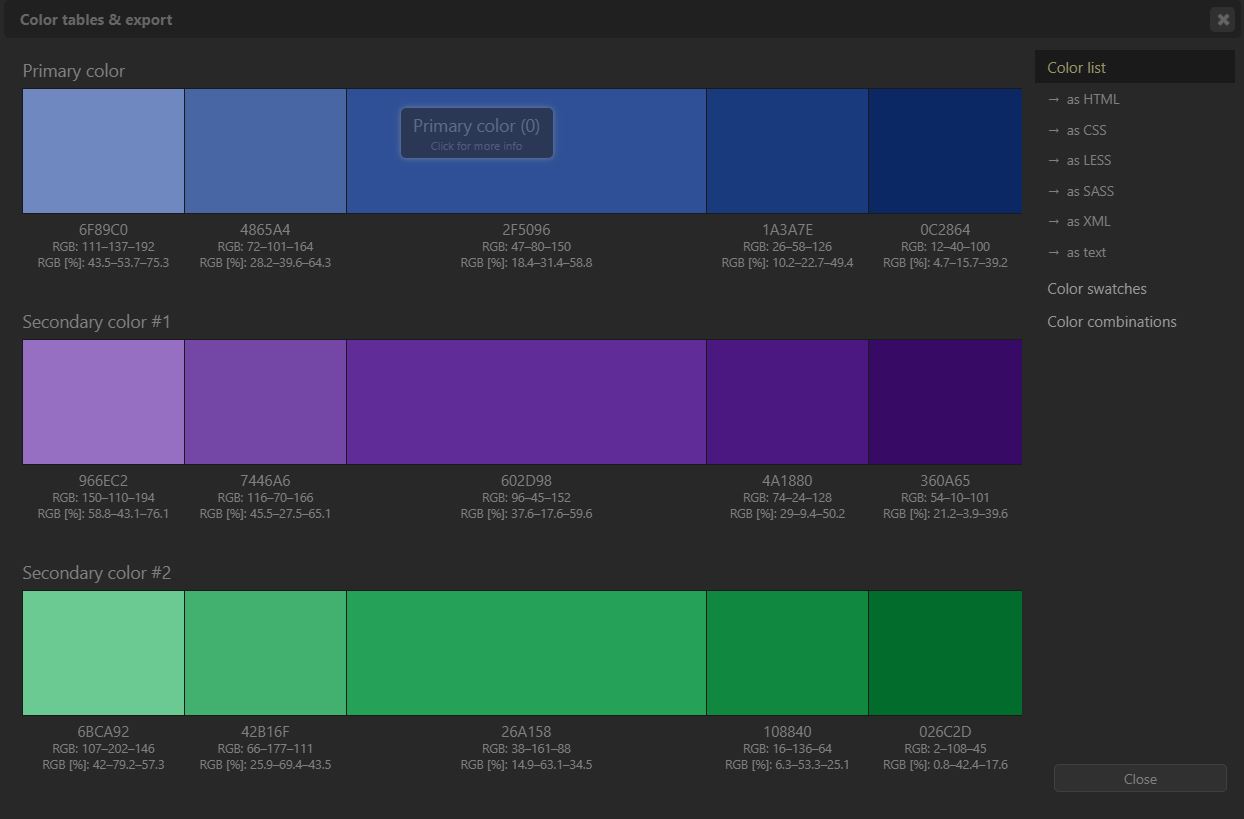 Color tables & export
Primary color
Primary color (0)
Click for more info
6F89C0
RGB: 111–137–192
RGB [%]: 43.5–53.7–75.3
4865A4
RGB: 72–101–164
RGB [%]: 28.2–39.6–64.3
2F5096
RGB: 47–80–150
RGB [%]: 18.4–31.4–58.8
1A3A7E
RGB: 26–58–126
RGB [%]: 10.2–22.7–49.4
0C2864
RGB: 12–40–100
RGB [%]: 4.7–15.7–39.2
Secondary color #1
966EC2
RGB: 150–110–194
RGB [%]: 58.8–43.1–76.1
7446A6
RGB: 116–70–166
RGB [%]: 45.5–27.5–65.1
602D98
RGB: 96–45–152
RGB [%]: 37.6–17.6–59.6
4A1880
RGB: 74–24–128
RGB [%]: 29–9.4–50.2
360A65
RGB: 54–10–101
RGB [%]: 21.2–3.9–39.6
Secondary color #2
6BCA92
RGB: 107–202–146
RGB [%]: 42–79.2–57.3
42B16F
RGB: 66–177–111
RGB [%]: 25.9–69.4–43.5
26A158
RGB: 38–161–88
RGB [%]: 14.9–63.1–34.5
108840
RGB: 16–136–64
RGB [%]: 6.3–53.3–25.1
026C2D
RGB: 2–108–45
RGB [%]: 0.8–42.4–17.6
Color list
→ as HTML
→ as CSS
→ as LESS
→ as SASS
→ as XML
→ as text
Color swatches
Color combinations
Close